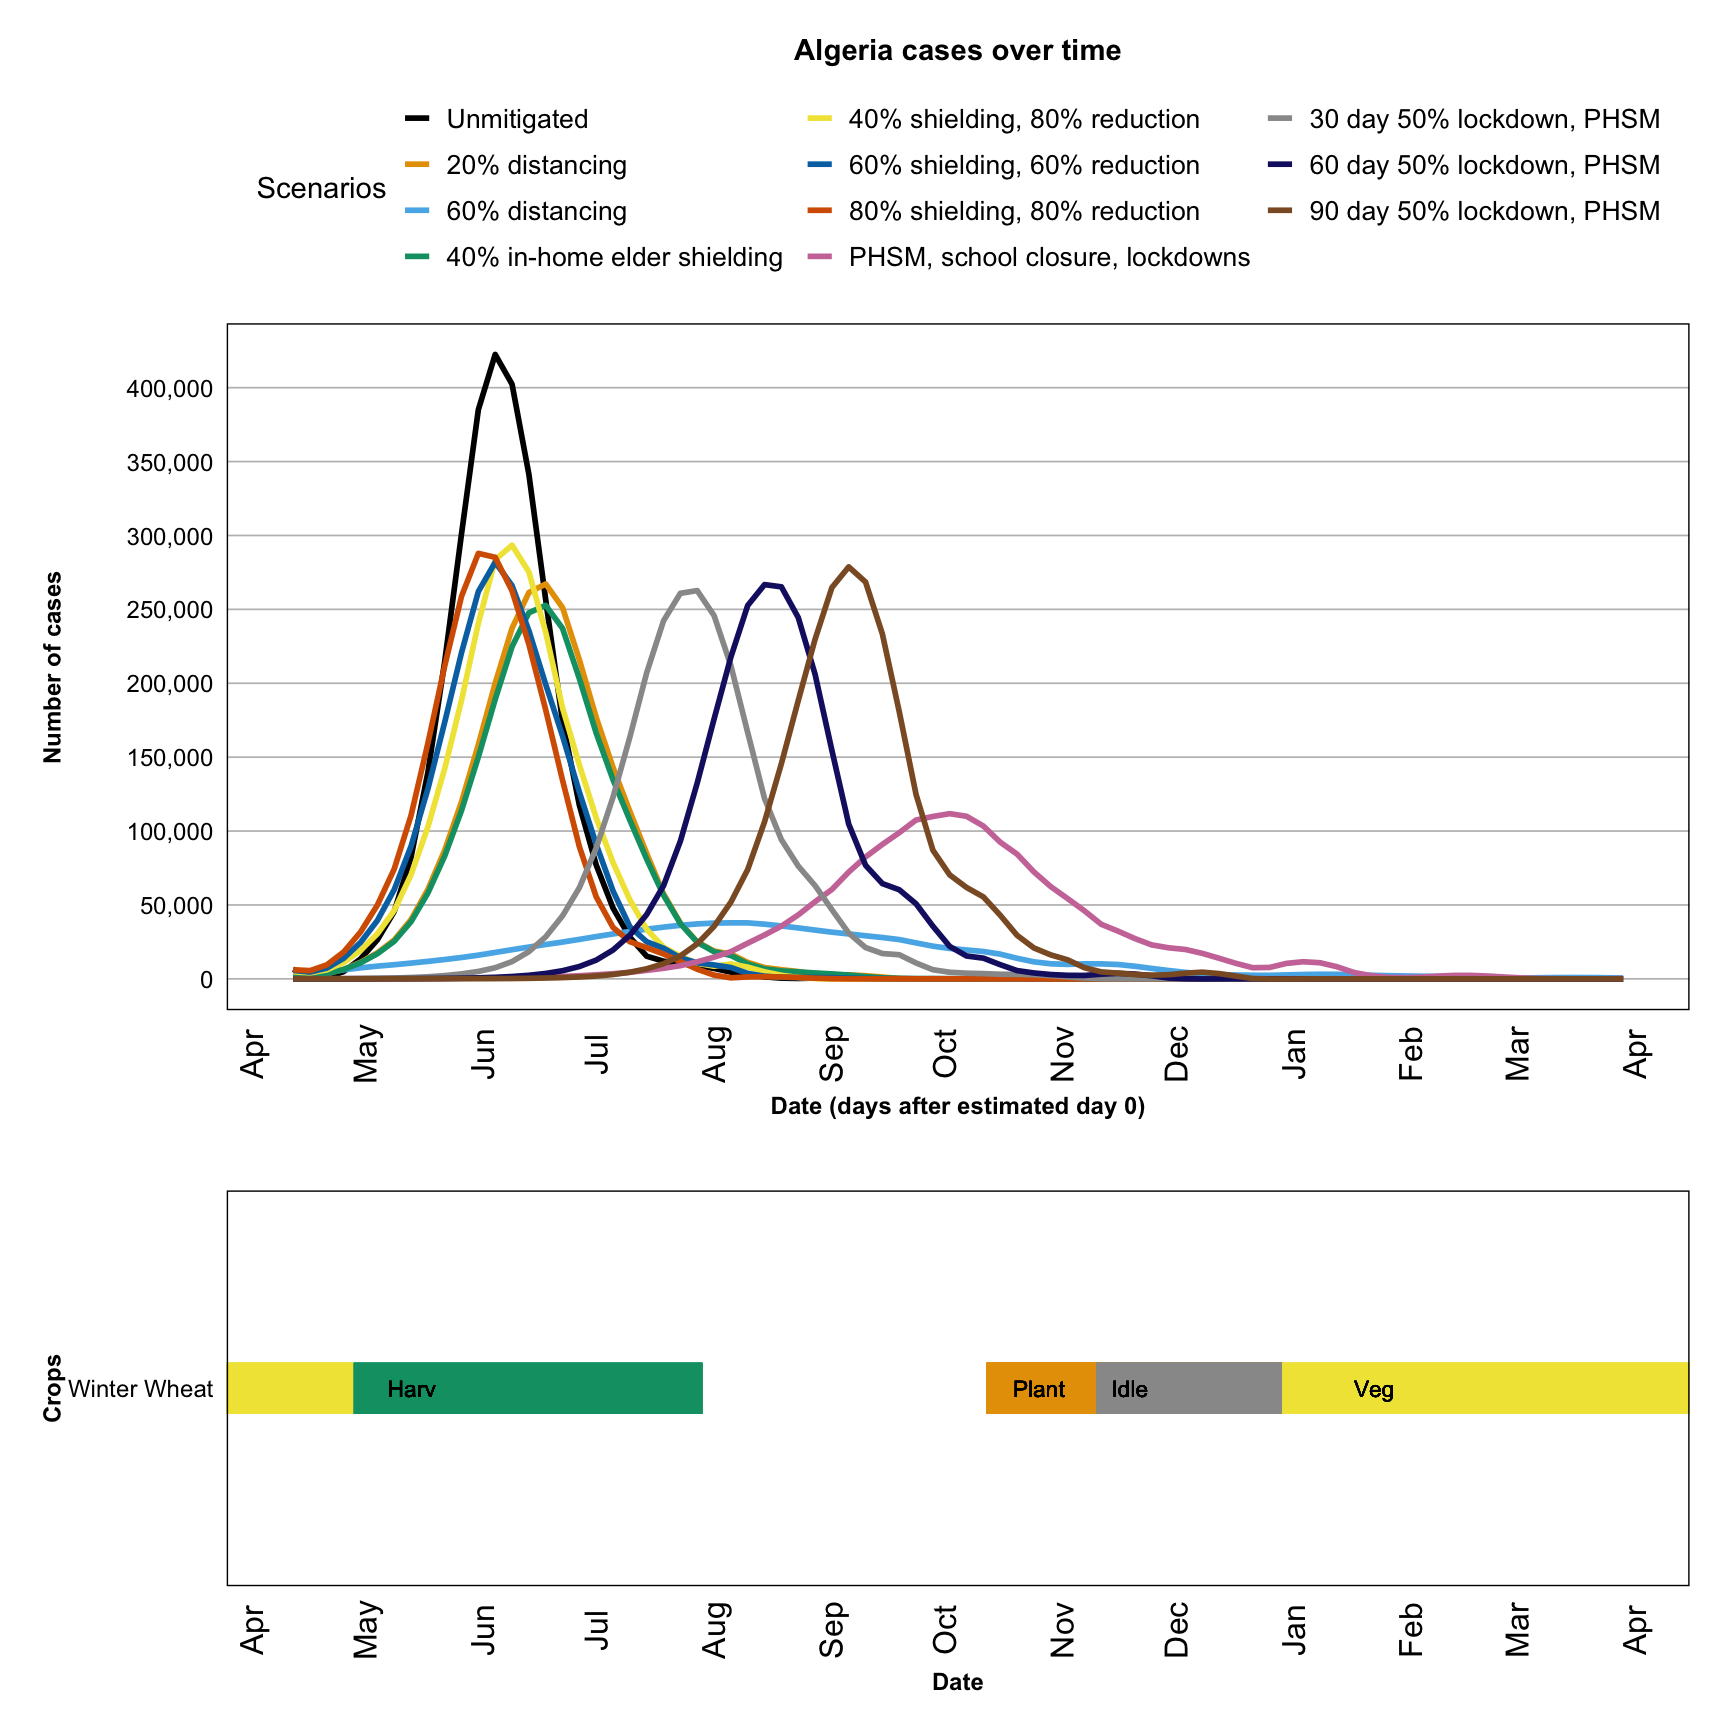 Algeria cases over time
Scenarios
Unmitigated
20% distancing
60% distancing
40% in-home elder shielding
40% shielding, 80% reduction
60% shielding, 60% reduction
80% shielding, 80% reduction
PHSM, school closure, lockdowns
30 day 50% lockdown, PHSM
60 day 50% lockdown, PHSM
90 day 50% lockdown, PHSM
Number of cases
400,000
350,000
300,000
250,000
200,000
150,000
100,000
50,000
0
Apr May Jun Jul Aug Sep Oct Nov Dec Jan Feb Mar Apr
Date (days after estimated day 0)
Crops
Winter Wheat Harv Plant Idle Veg
Apr May Jun Jul Aug Sep Oct Nov Dec Jan Feb Mar Apr
Date